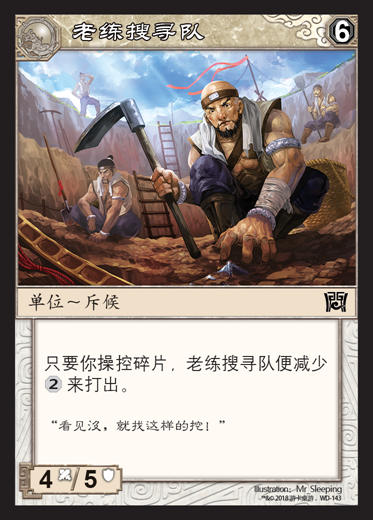 老练搜寻队
6
单位～斥候
只要你操控碎片，老练搜寻队便减少
2 来打出。
“看见没，就找这样的挖！”
4/5
Illustration：Mr Sleeping
™&© 2018 游卡桌游．WD-143